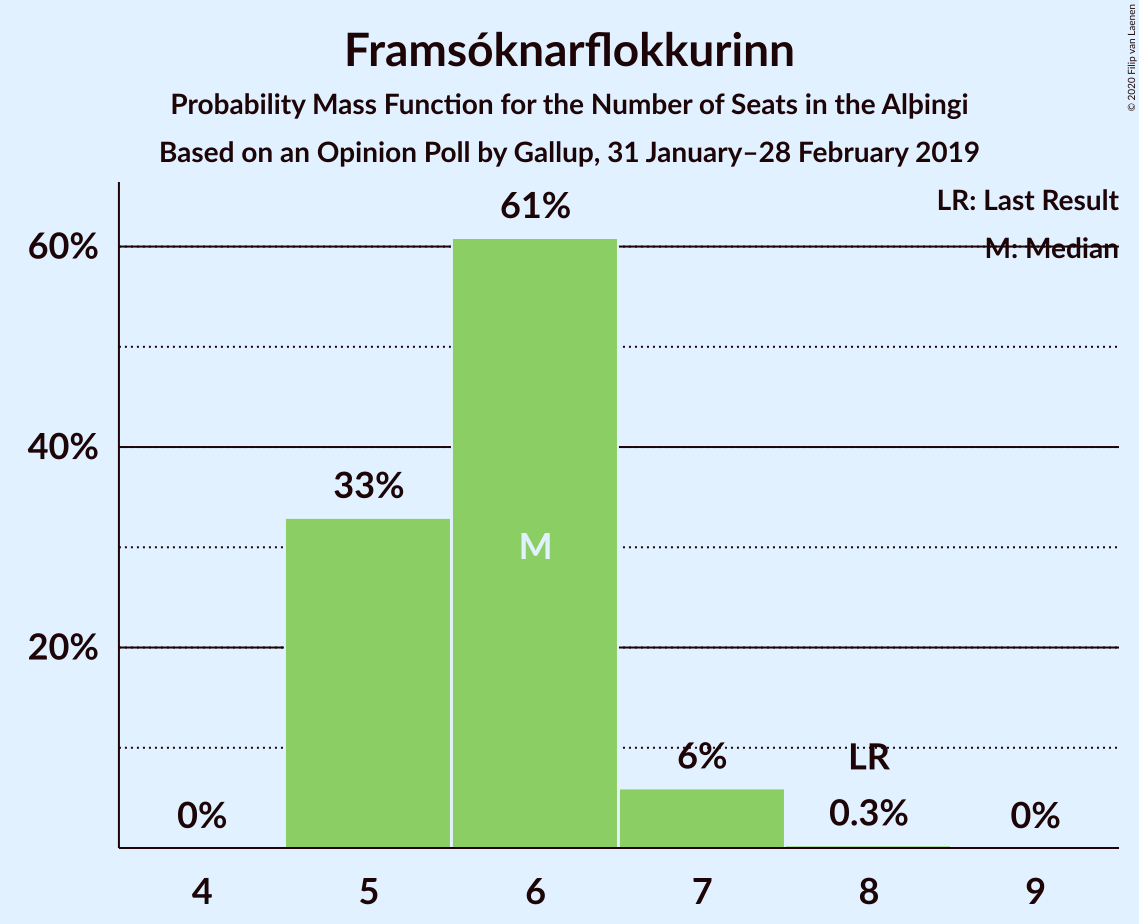 Framsóknarflokkurinn
Probability Mass Function for the Number of Seats in the Alþingi
Based on an Opinion Poll by Gallup, 31 January–28 February 2019
© 2020 Filip van Laenen
LR: Last Result
M: Median
61%
60%
40%
33%
M
20%
6%
LR
0%
0.3%
0%
4 5 6 7 8 9